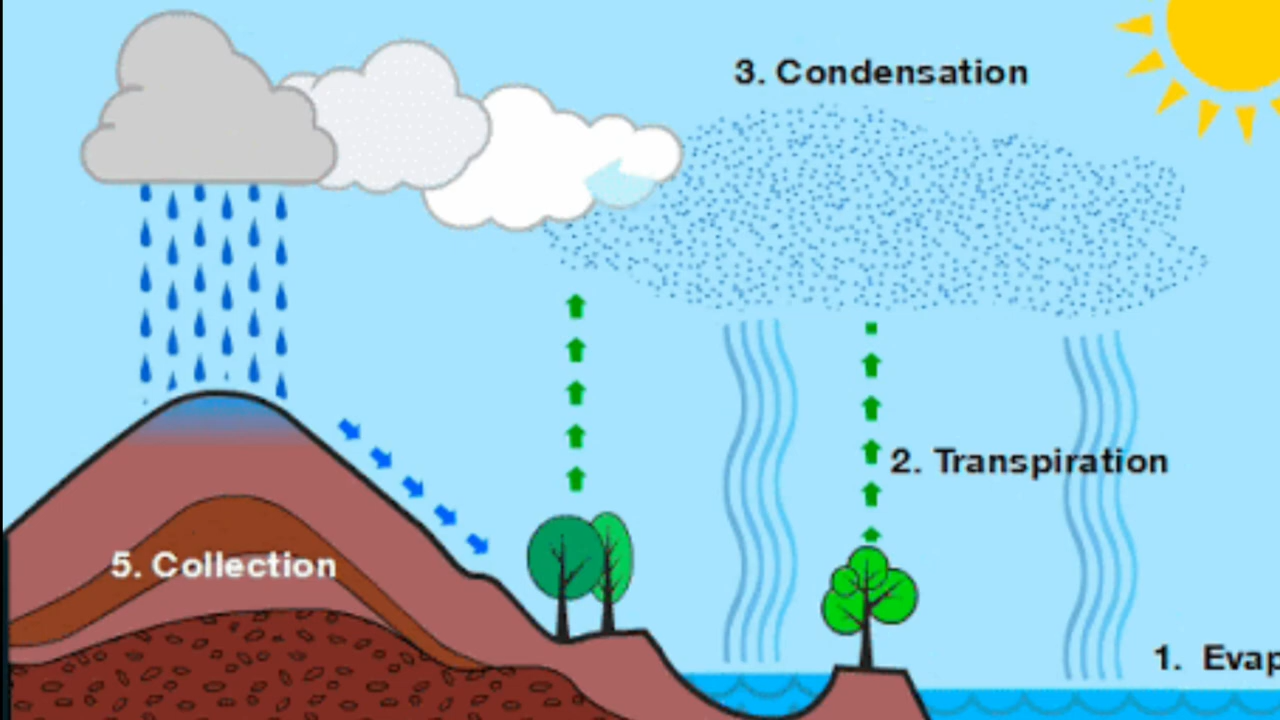 3. Condensation
2. Transpiration
5. Collection
1. Evap